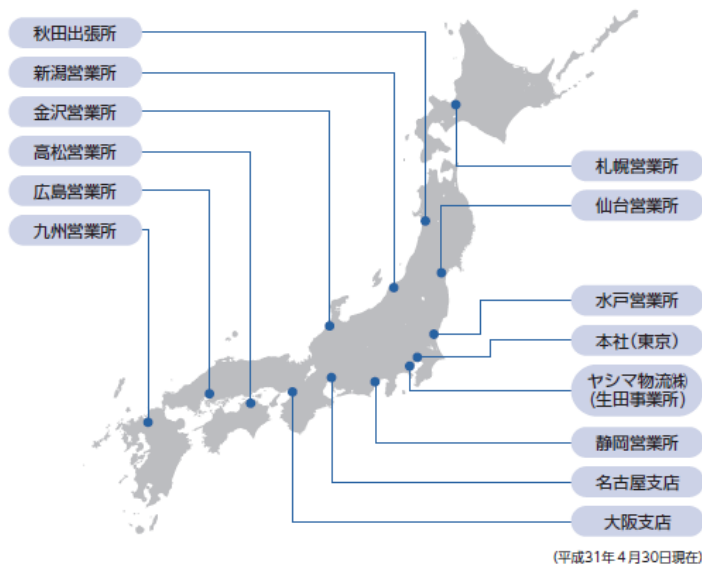 秋田出張所
新潟営業所
金沢営業所
高松営業所
広島営業所
九州営業所
札幌営業所
仙台営業所
水戸営業所
本社(東京)
ヤシマ物流㈱
(生田事業所)
静岡営業所
名古屋支店
大阪支店
(平成31年4月30日現在)